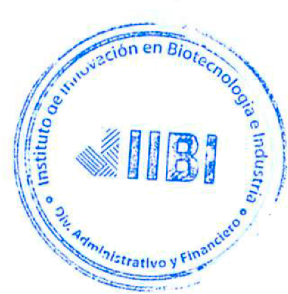 Instituto de Innovación en Biotecnología e Industria
IIBI
Div. Administrativo y Financiero